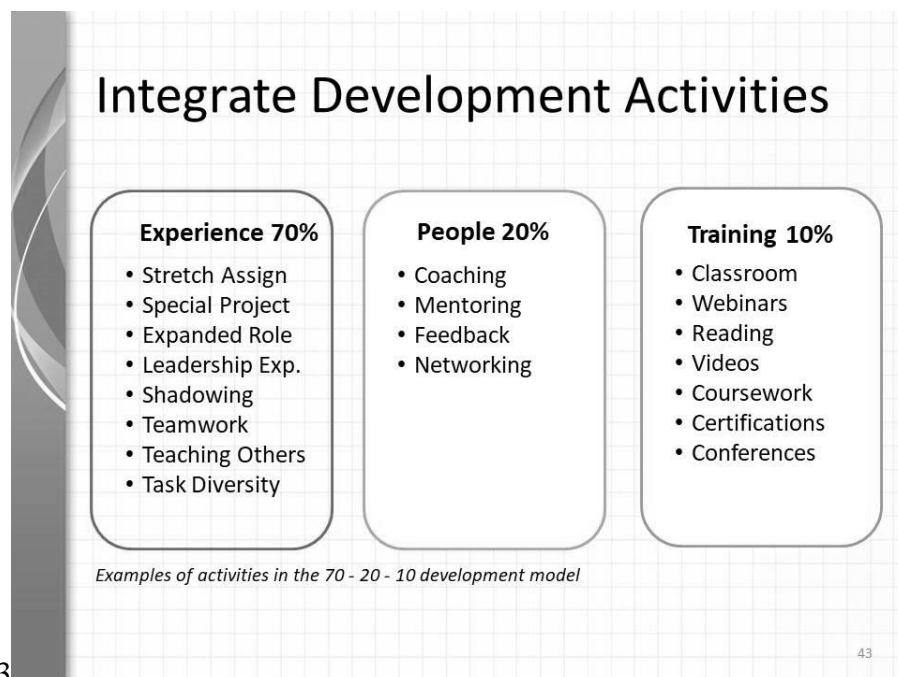 Integrate Development Activities
Experience 70%
• Stretch Assign
• Special Project
• Expanded Role
• Leadership Exp.
• Shadowing
• Teamwork
• Teaching Others
• Task Diversity
People 20%
• Coaching
• Mentoring
• Feedback
• Networking
Training 10%
• Classroom
• Webinars
• Reading
• Videos
• Coursework
• Certifications
• Conferences
Examples of activities in the 70 - 20 - 10 development model
43
3